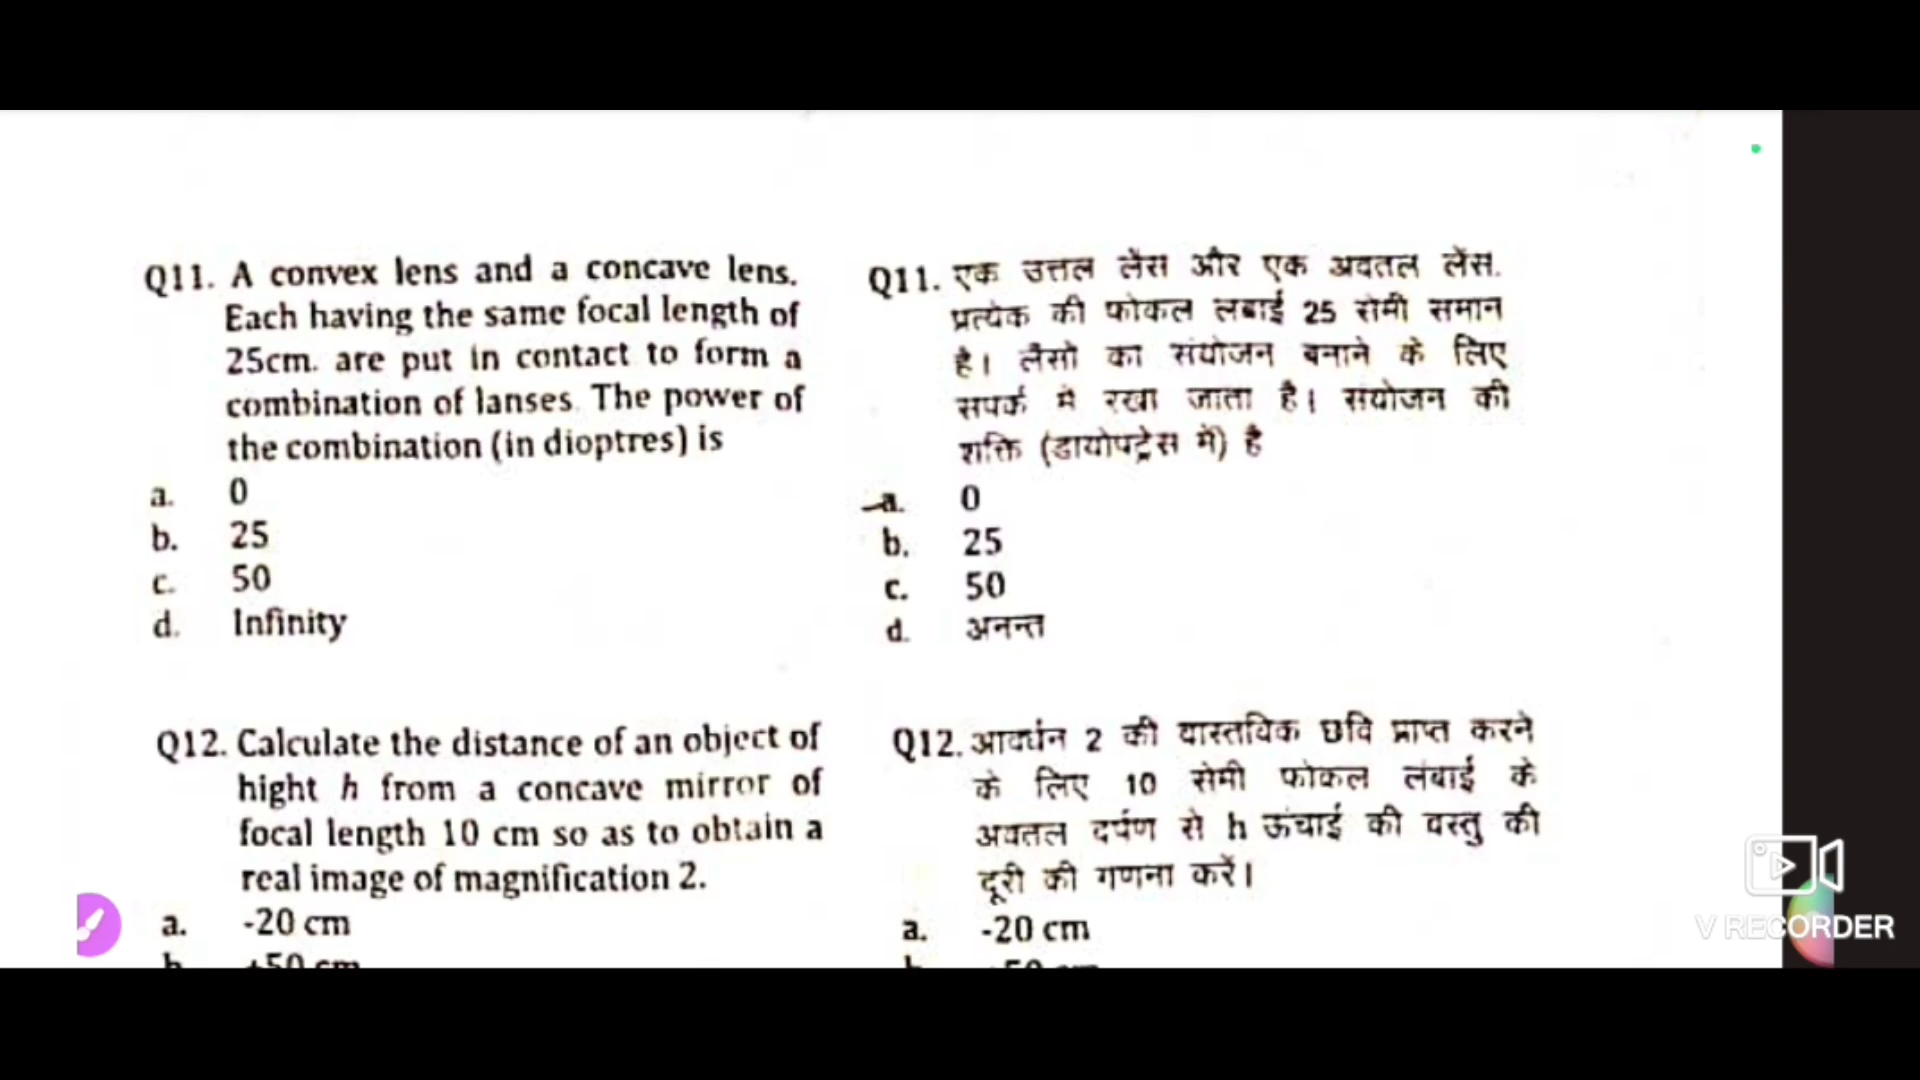 Q11. A convex lens and a concave lens.
Each having the same focal length of
25cm. are put in contact to form a
combination of lanses. The power of
the combination (in dioptres) is
a. 0
b. 25
c. 50
d. Infinity
Q12. Calculate the distance of an object of
hight h from a concave mirror of
focal length 10 cm so as to obtain a
real image of magnification 2.
a. -20 cm
b. +50 cm
Q11. एक उत्तल लेंस और एक अवतल लेंस.
प्रत्येक की फोकल लंबाई 25 सेमी समान
है। लैंसो का संयोजन बनाने के लिए
संपर्क में रखा जाता है। संयोजन की
शक्ति (डायोपट्रेस में) है
a. 0
b. 25
c. 50
d. अनन्त
Q12. आवर्धन 2 की वास्तविक छवि प्राप्त करने
के लिए 10 सेमी फोकल लंबाई के
अवतल दर्पण से h ऊंचाई की वस्तु की
दूरी की गणना करें।
a. -20 cm
V RECORDER